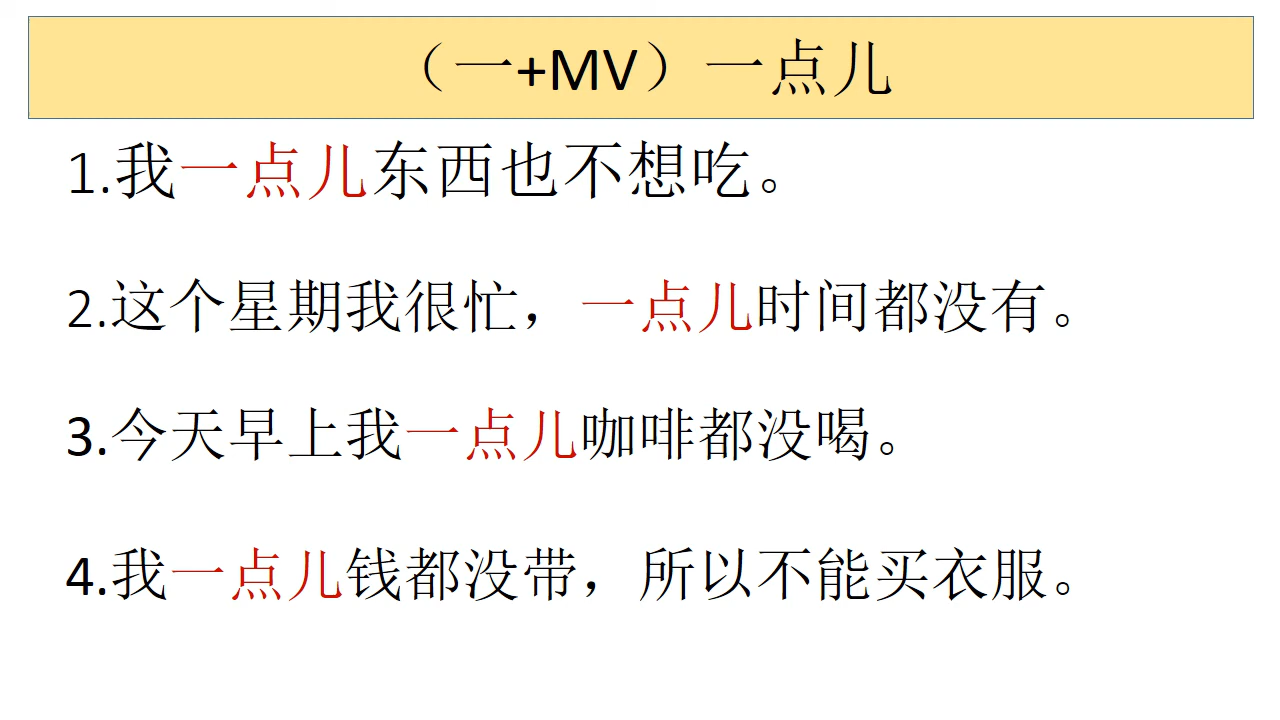 （一+MV）一点儿
1.我一点儿东西也不想吃。
2.这个星期我很忙，一点儿时间都没有。
3.今天早上我一点儿咖啡都没喝。
4.我一点儿钱都没带，所以不能买衣服。